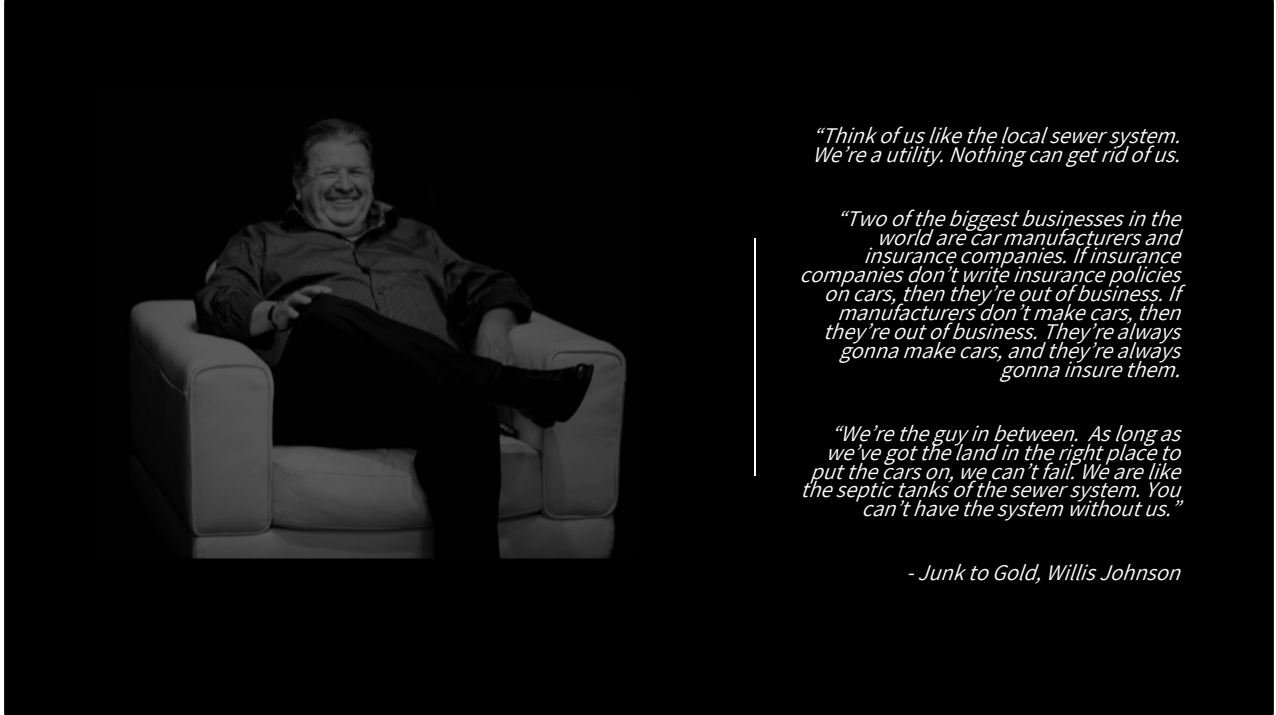 “Think of us like the local sewer system.
We’re a utility. Nothing can get rid of us.
“Two of the biggest businesses in the
world are car manufacturers and
insurance companies. If insurance
companies don’t write insurance policies
on cars, then they’re out of business. If
manufacturers don’t make cars, then
they’re out of business. They’re always
gonna make cars, and they’re always
gonna insure them.
“We’re the guy in between.  As long as
we’ve got the land in the right place to
put the cars on, we can’t fail. We are like
the septic tanks of the sewer system. You
can’t have the system without us.”
- Junk to Gold, Willis Johnson